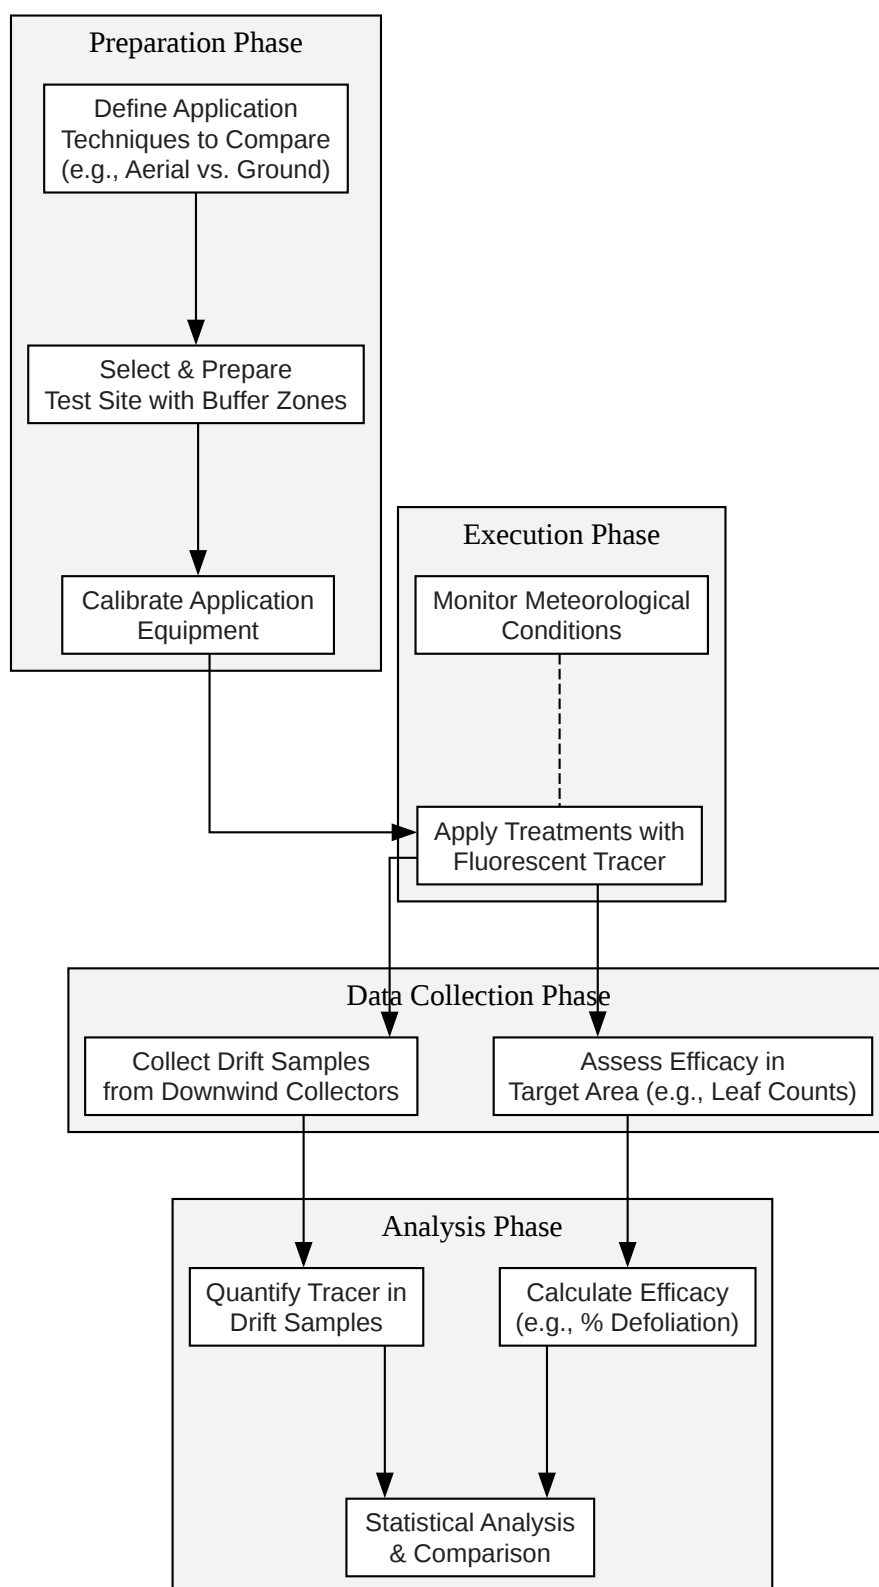 Preparation Phase
Define Application
Techniques to Compare
(e.g., Aerial vs. Ground)
Select & Prepare
Test Site with Buffer Zones
Calibrate Application
Equipment
Execution Phase
Monitor Meteorological
Conditions
Apply Treatments with
Fluorescent Tracer
Data Collection Phase
Collect Drift Samples
from Downwind Collectors
Assess Efficacy in
Target Area (e.g., Leaf Counts)
Analysis Phase
Quantify Tracer in
Drift Samples
Calculate Efficacy
(e.g., % Defoliation)
Statistical Analysis
& Comparison